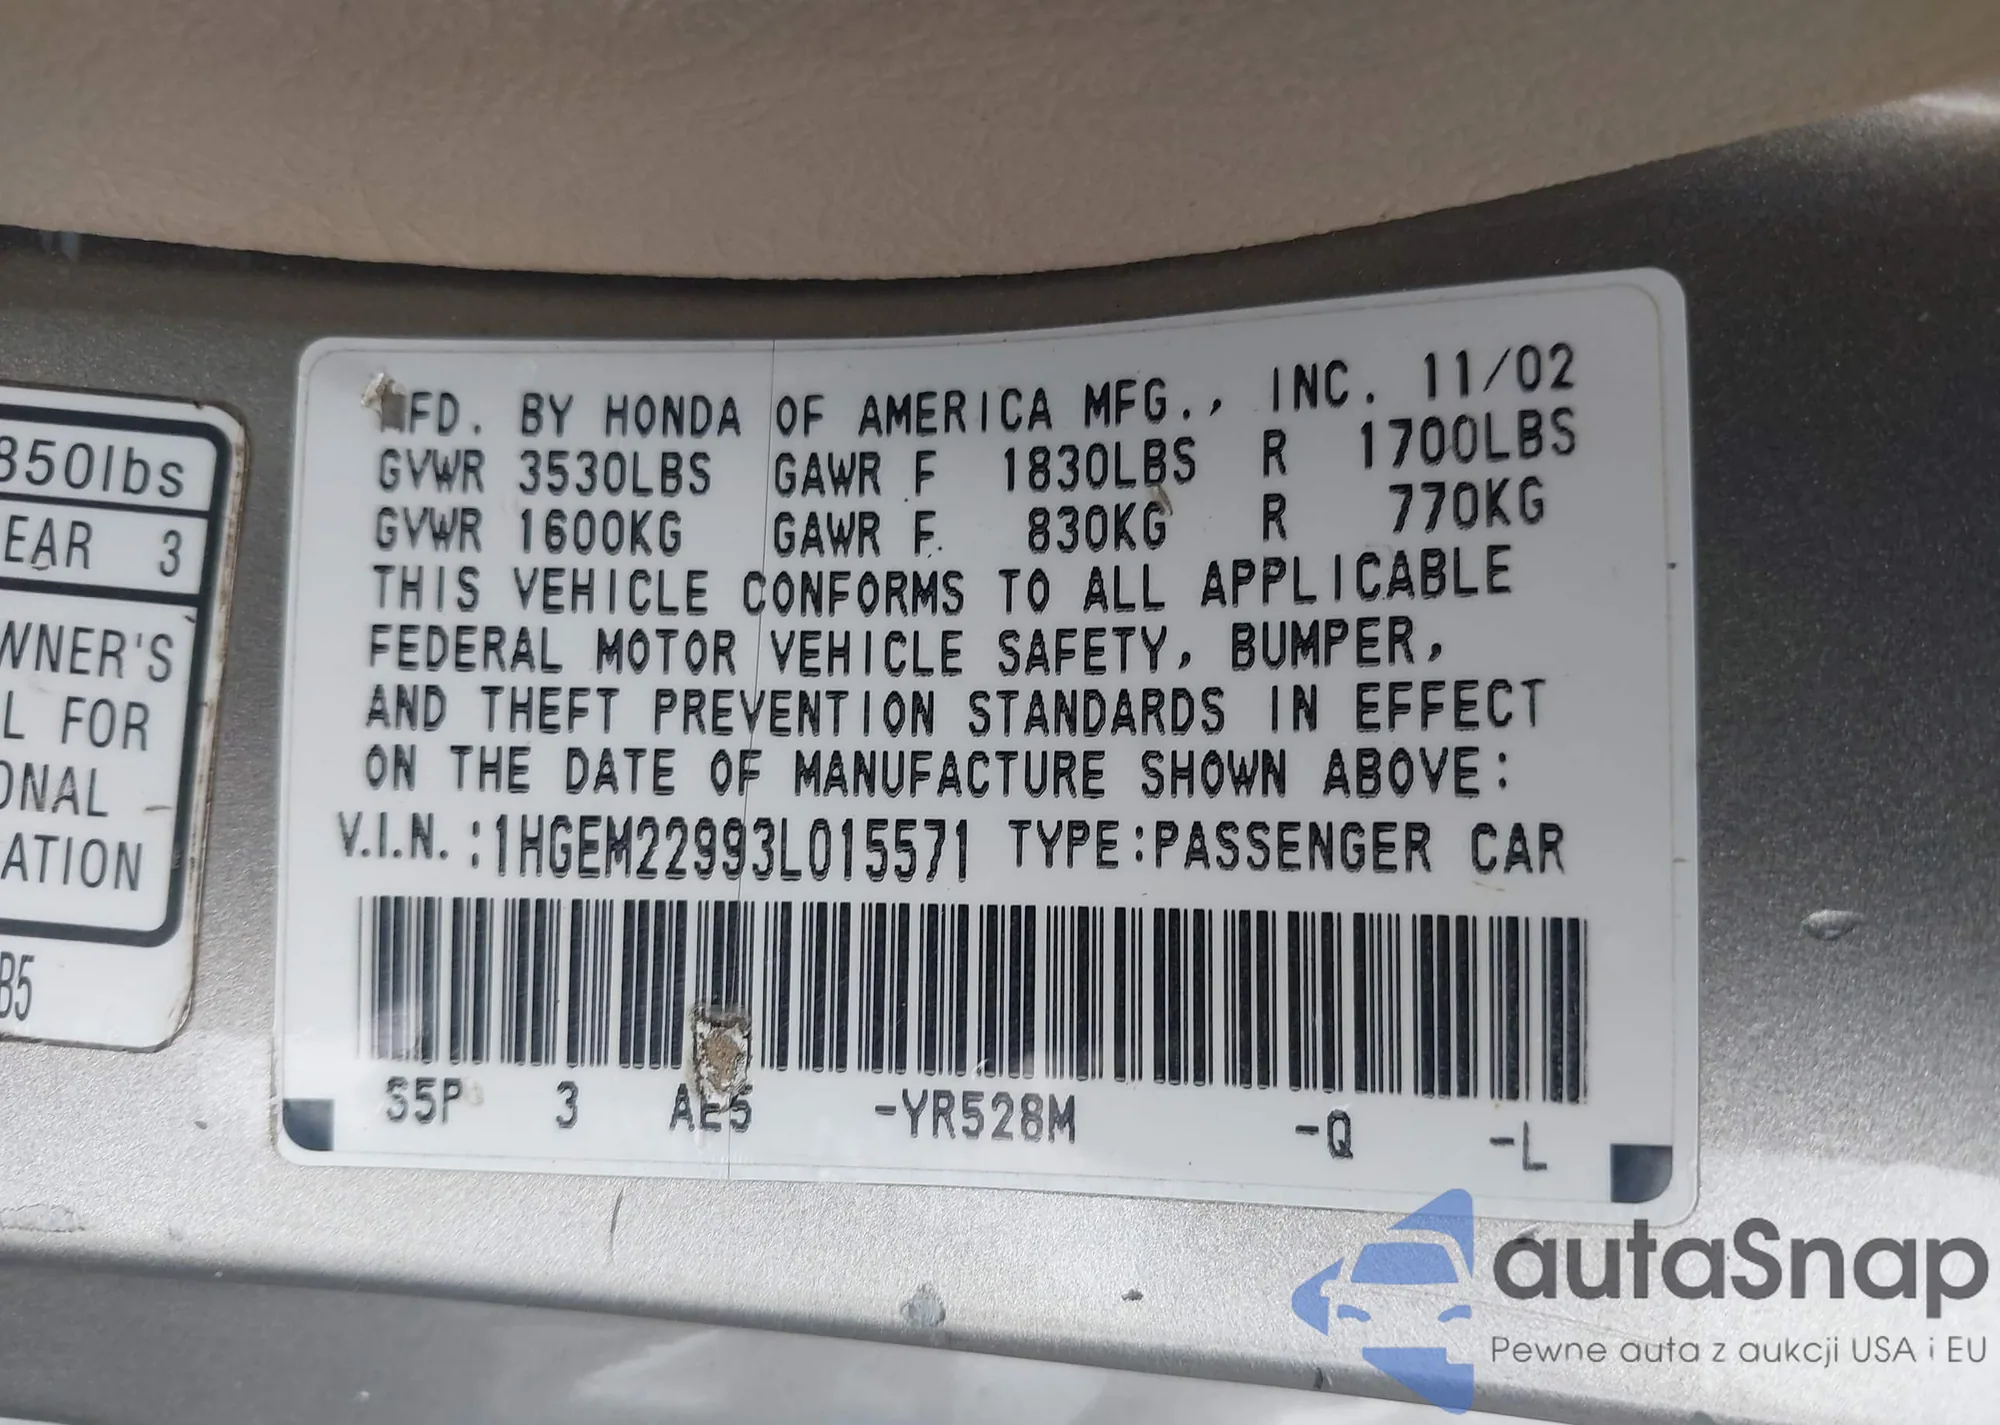 850lbs
EAR 3
WNER'S
L FOR
ONAL
ATION
B5
MFD. BY HONDA OF AMERICA MFG., INC. 11/02
GVWR 3530LBS GAWR F 1830LBS R 1700LBS
GVWR 1600KG GAWR F 830KG R 770KG
THIS VEHICLE CONFORMS TO ALL APPLICABLE
FEDERAL MOTOR VEHICLE SAFETY, BUMPER,
AND THEFT PREVENTION STANDARDS IN EFFECT
ON THE DATE OF MANUFACTURE SHOWN ABOVE:
V.I.N.:1HGEM22993L015571 TYPE:PASSENGER CAR
S5P 3 AE5 -YR528M -Q -L
autaSnap
Pewne auta z aukcji USA i EU